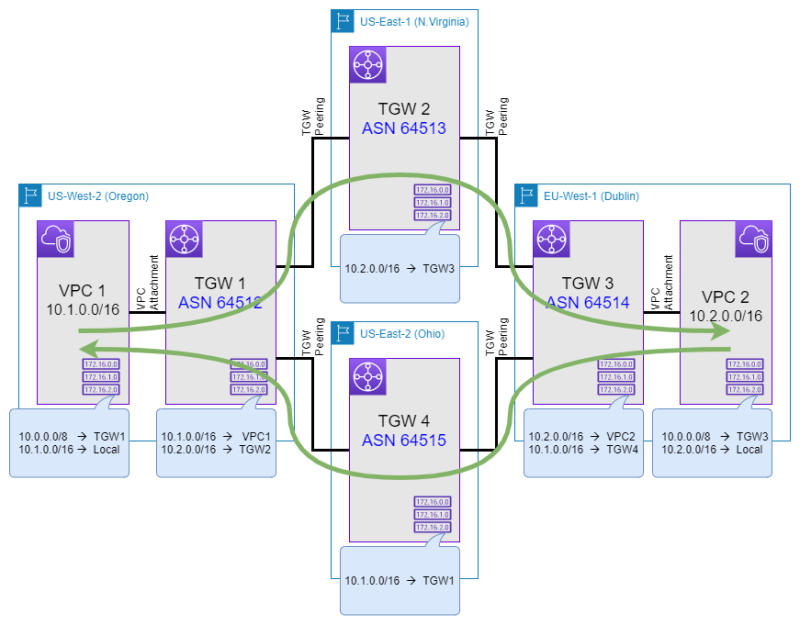 US-East-1 (N.Virginia)
TGW 2
ASN 64513
172.16.0.0
172.16.1.0
172.16.2.0
10.2.0.0/16 → TGW3
TGW
Peering
TGW
Peering
US-West-2 (Oregon)
VPC 1
10.1.0.0/16
172.16.0.0
172.16.1.0
172.16.2.0
VPC
Attachment
TGW 1
ASN 64512
172.16.0.0
172.16.1.0
172.16.2.0
10.0.0.0/8 → TGW1
10.1.0.0/16 → Local
10.1.0.0/16 → VPC1
10.2.0.0/16 → TGW2
EU-West-1 (Dublin)
TGW 3
ASN 64514
172.16.0.0
172.16.1.0
172.16.2.0
VPC
Attachment
VPC 2
10.2.0.0/16
172.16.0.0
172.16.1.0
172.16.2.0
10.2.0.0/16 → VPC2
10.1.0.0/16 → TGW4
10.0.0.0/8 → TGW3
10.2.0.0/16 → Local
TGW
Peering
TGW
Peering
US-East-2 (Ohio)
TGW 4
ASN 64515
172.16.0.0
172.16.1.0
172.16.2.0
10.1.0.0/16 → TGW1